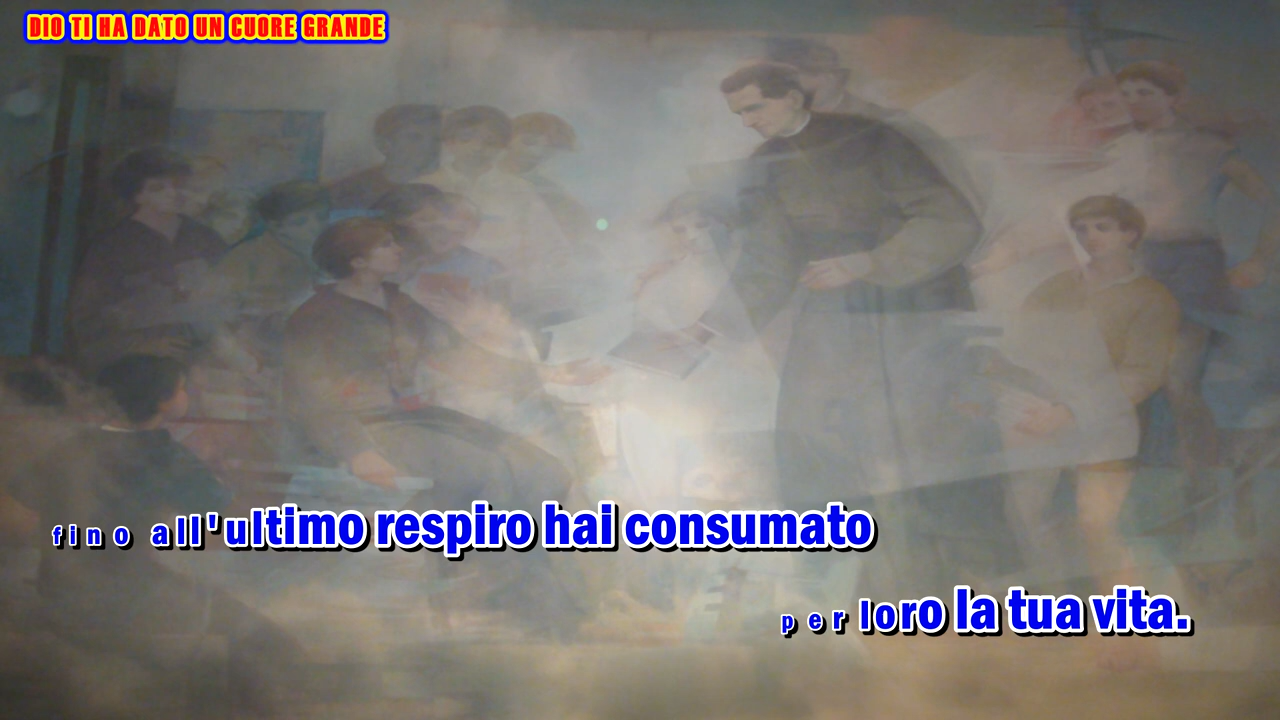 DIO TI HA DATO UN CUORE GRANDE
fino all'ultimo respiro hai consumato
per loro la tua vita.